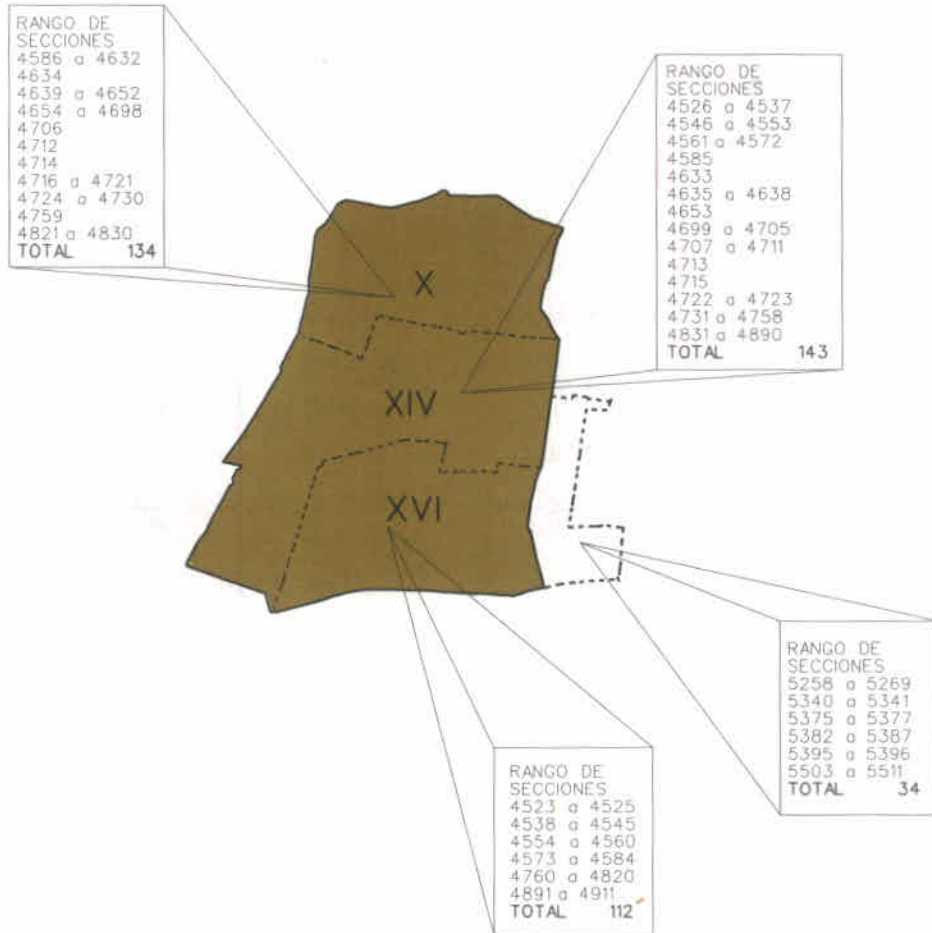 RANGO DE
SECCIONES
4586 a 4632
4634
4639 a 4652
4654 a 4698
4706
4712
4714
4716 a 4721
4724 a 4730
4759
4821 a 4830
TOTAL 134
RANGO DE
SECCIONES
4526 a 4537
4546 a 4553
4561 a 4572
4585
4633
4635 a 4638
4653
4699 a 4705
4707 a 4711
4713
4715
4722 a 4723
4731 a 4758
4831 a 4890
TOTAL 143
X
XIV
XVI
RANGO DE
SECCIONES
5258 a 5269
5340 a 5341
5375 a 5377
5382 a 5387
5395 a 5396
5503 a 5511
TOTAL 34
RANGO DE
SECCIONES
4523 a 4525
4538 a 4545
4554 a 4560
4573 a 4584
4760 a 4820
4891 a 4911
TOTAL 112